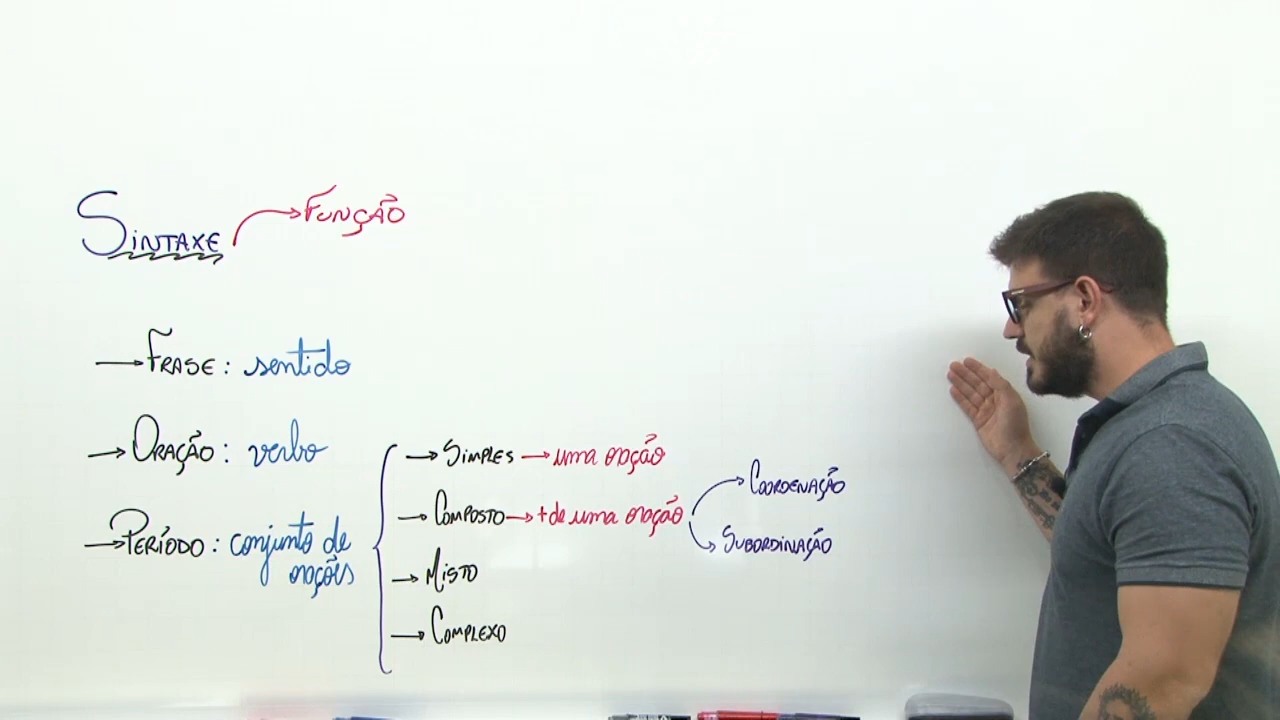 SINTAXE → FUNÇÃO
→ FRASE: sentido
→ ORAÇÃO: verbo
→ PERÍODO: conjunto de
orações
→ SIMPLES → uma oração
→ COMPOSTO → + de uma oração
COORDENAÇÃO
SUBORDINAÇÃO
→ MISTO
→ COMPLEXO